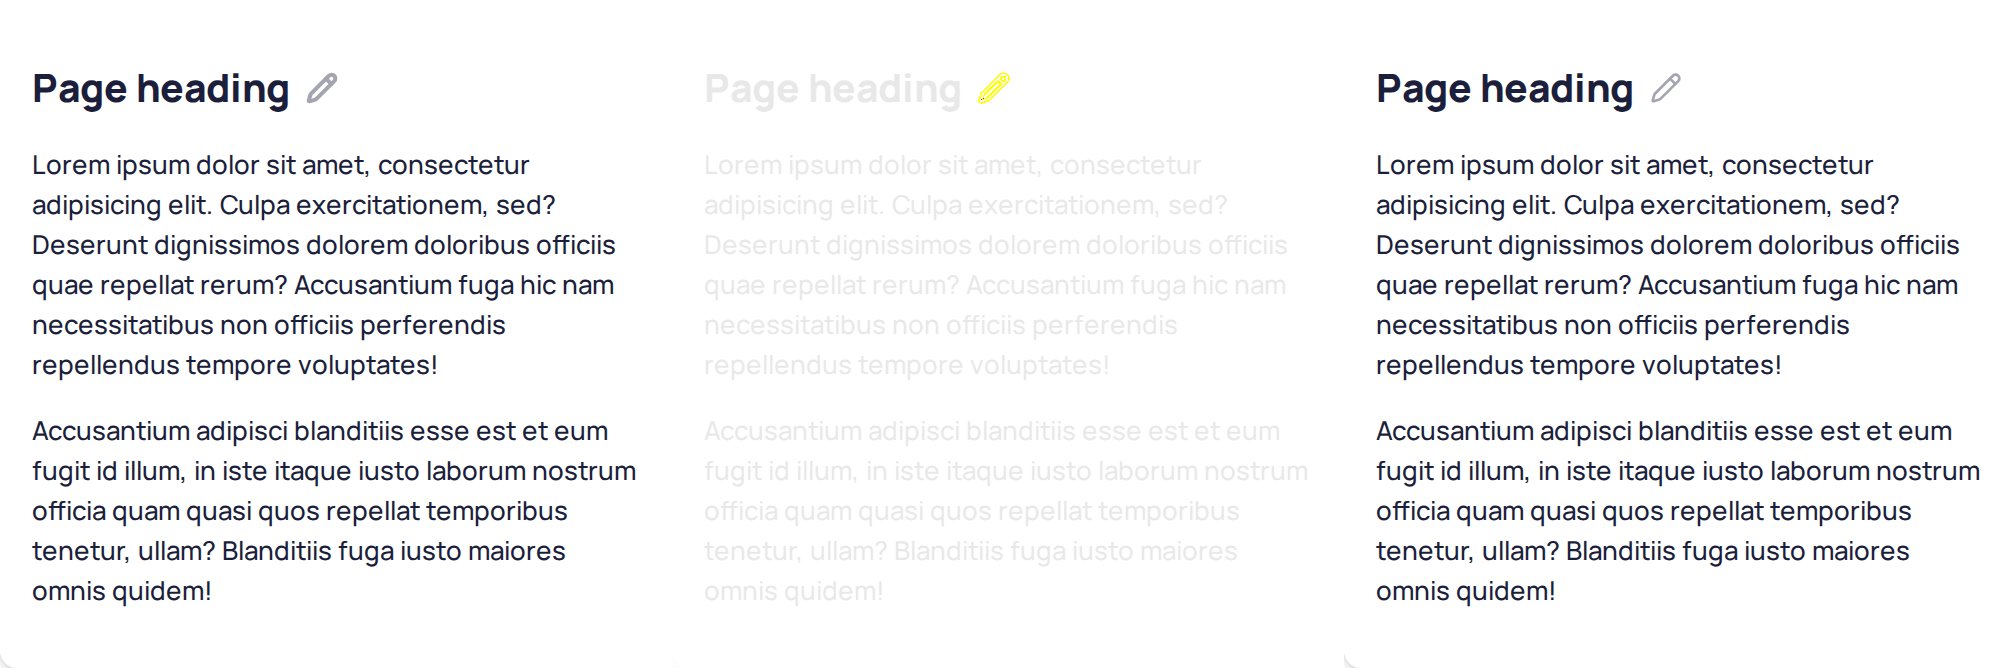 Page heading
Lorem ipsum dolor sit amet, consectetur
adipisicing elit. Culpa exercitationem, sed?
Deserunt dignissimos dolorem doloribus officiis
quae repellat rerum? Accusantium fuga hic nam
necessitatibus non officiis perferendis
repellendus tempore voluptates!
Accusantium adipisci blanditiis esse est et eum
fugit id illum, in iste itaque iusto laborum nostrum
officia quam quasi quos repellat temporibus
tenetur, ullam? Blanditiis fuga iusto maiores
omnis quidem!
Page heading
Lorem ipsum dolor sit amet, consectetur
adipisicing elit. Culpa exercitationem, sed?
Deserunt dignissimos dolorem doloribus officiis
quae repellat rerum? Accusantium fuga hic nam
necessitatibus non officiis perferendis
repellendus tempore voluptates!
Accusantium adipisci blanditiis esse est et eum
fugit id illum, in iste itaque iusto laborum nostrum
officia quam quasi quos repellat temporibus
tenetur, ullam? Blanditiis fuga iusto maiores
omnis quidem!
Page heading
Lorem ipsum dolor sit amet, consectetur
adipisicing elit. Culpa exercitationem, sed?
Deserunt dignissimos dolorem doloribus officiis
quae repellat rerum? Accusantium fuga hic nam
necessitatibus non officiis perferendis
repellendus tempore voluptates!
Accusantium adipisci blanditiis esse est et eum
fugit id illum, in iste itaque iusto laborum nostrum
officia quam quasi quos repellat temporibus
tenetur, ullam? Blanditiis fuga iusto maiores
omnis quidem!